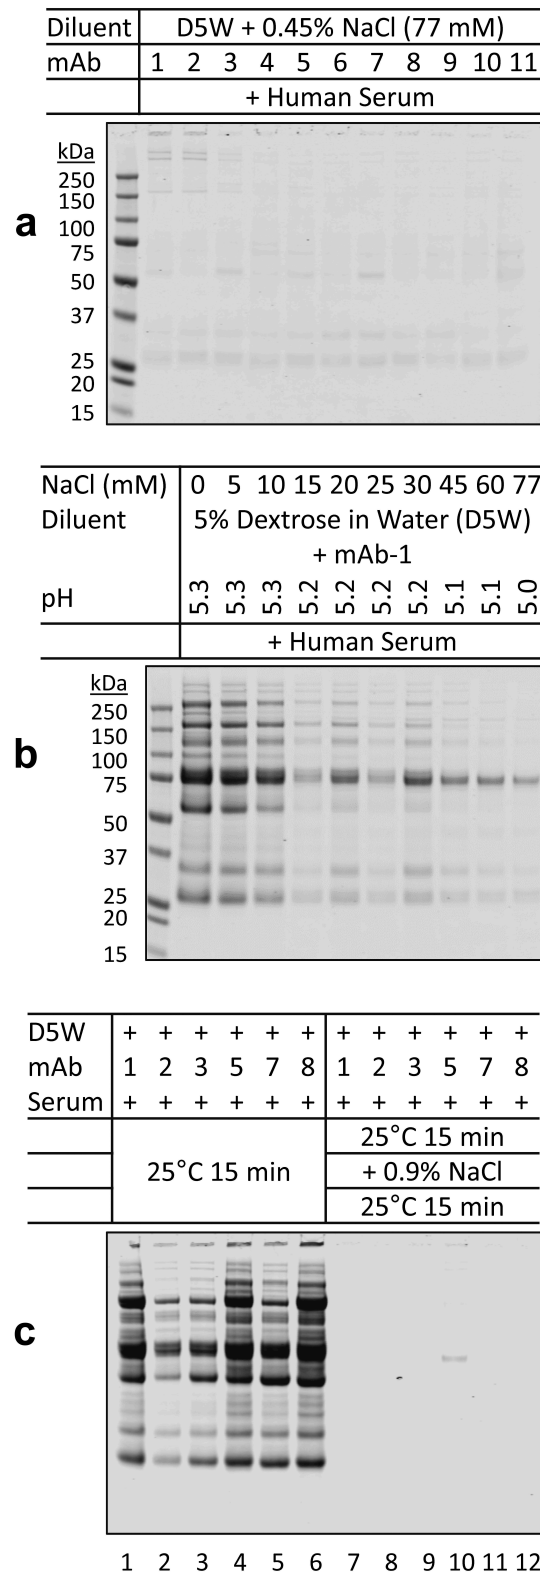 Diluent D5W + 0.45% NaCl (77 mM)
mAb 1 2 3 4 5 6 7 8 9 10 11
+ Human Serum
a
kDa
250
150
100
75
50
37
25
20
15
NaCl (mM) 0 5 10 15 20 25 30 45 60 77
Diluent 5% Dextrose in Water (D5W)
+ mAb-1
pH 5.3 5.3 5.3 5.2 5.2 5.2 5.2 5.1 5.1 5.0
+ Human Serum
b
kDa
250
150
100
75
50
37
25
20
15
D5W + + + + + + + + + + + +
mAb 1 2 3 5 7 8 1 2 3 5 7 8
Serum + + + + + + + + + + + +
25°C 15 min
25°C 15 min
+ 0.9% NaCl
25°C 15 min
c
1 2 3 4 5 6 7 8 9 10 11 12